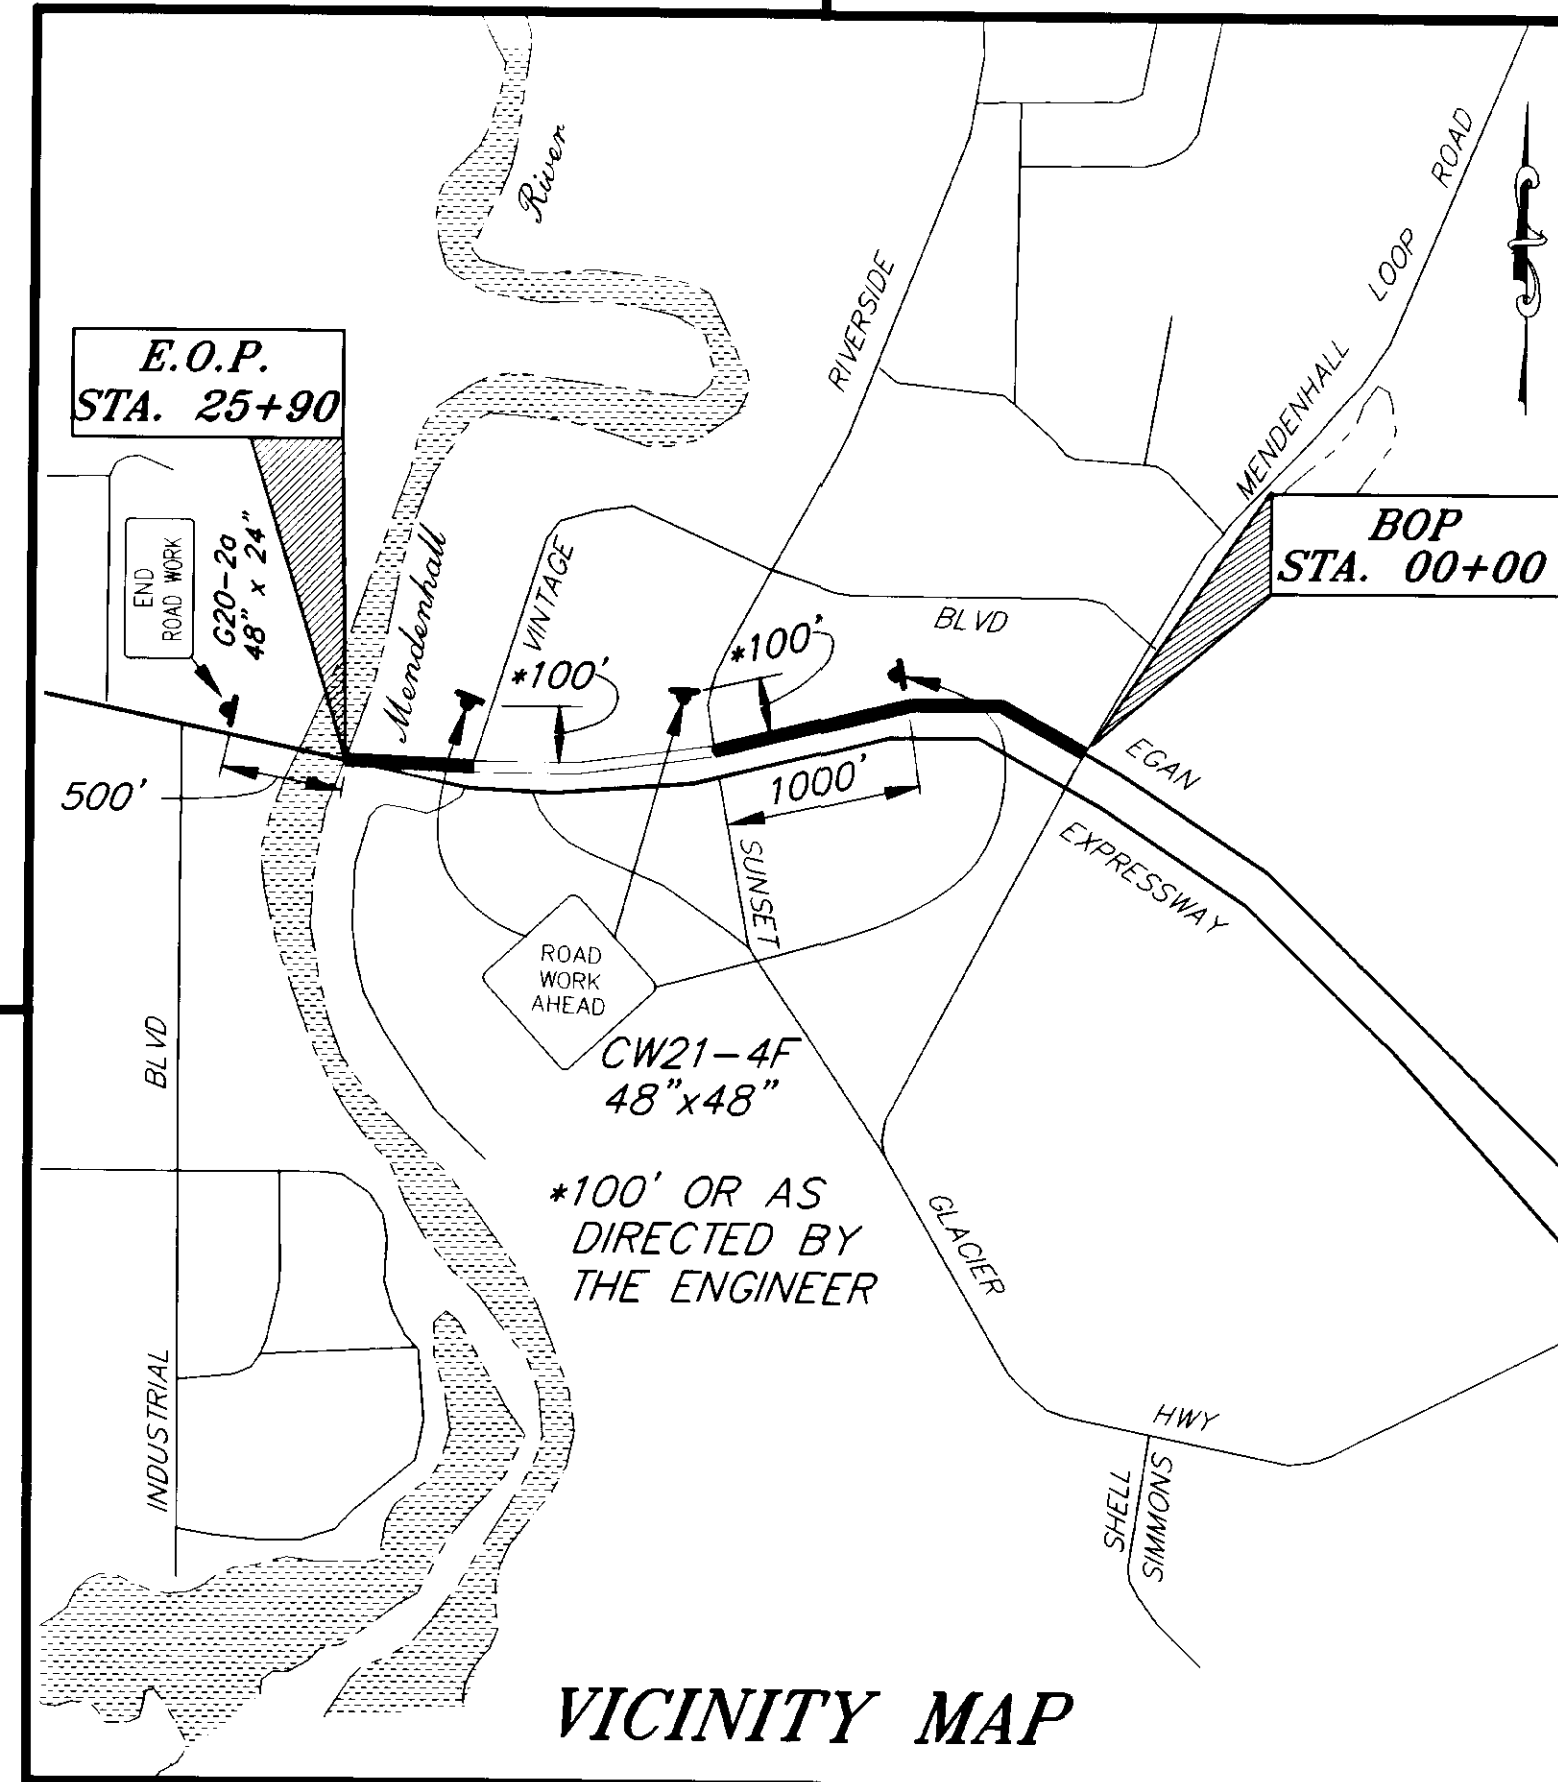 River
ROAD
LOOP
MENDENHALL
RIVERSIDE
E.O.P.
STA. 25+90
BOP
STA. 00+00
END
ROAD WORK
G20-2a
48" x 24"
Mendenhall
VINTAGE
BLVD
*100'
*100'
500'
1000'
EGAN
EXPRESSWAY
SUNSET
ROAD
WORK
AHEAD
CW21-4F
48"x48"
BLVD
INDUSTRIAL
*100' OR AS
DIRECTED BY
THE ENGINEER
GLACIER
HWY
SHELL
SIMMONS
VICINITY MAP